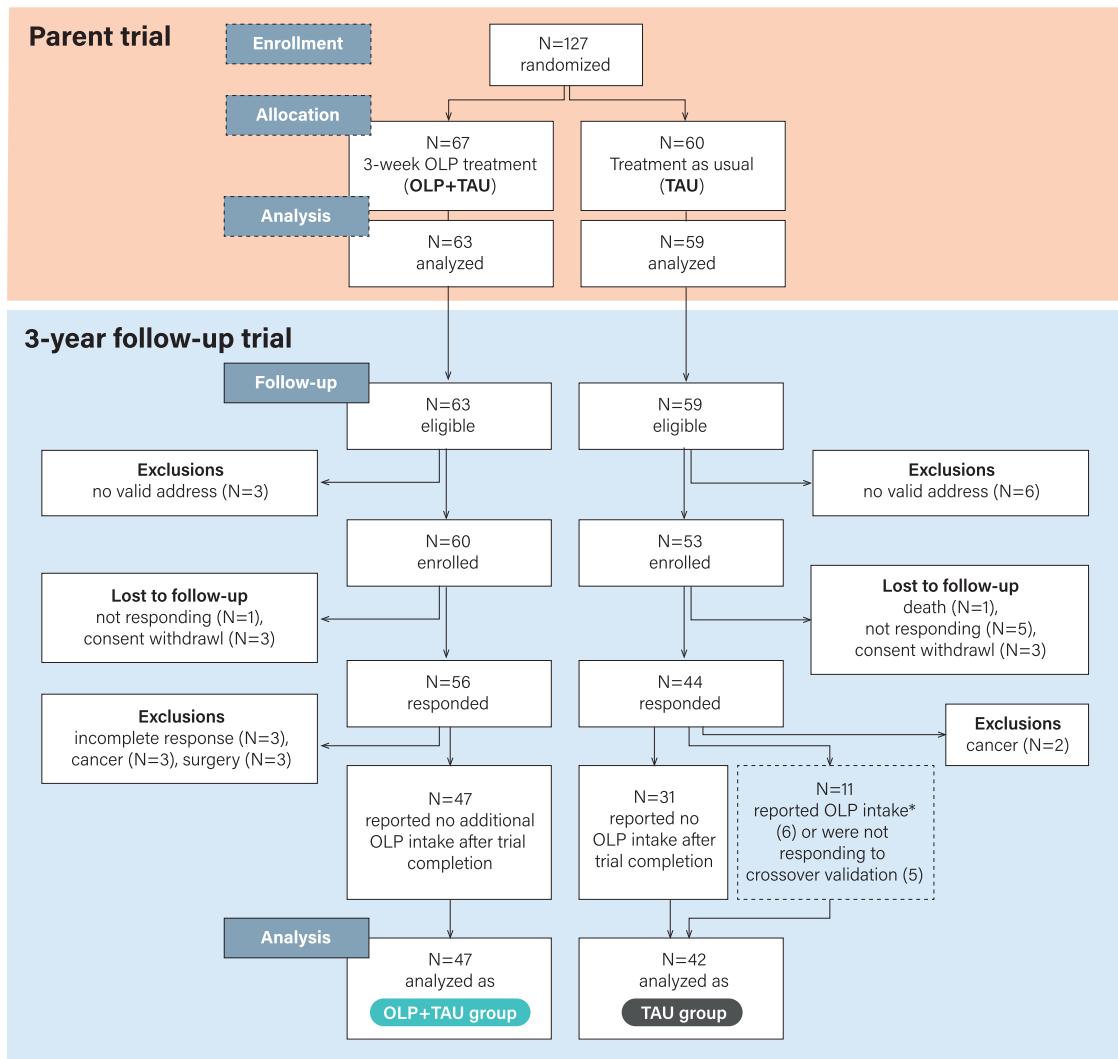 Parent trial
Enrollment
N=127
randomized
Allocation
N=67
3-week OLP treatment
(OLP+TAU)
N=60
Treatment as usual
(TAU)
Analysis
N=63
analyzed
N=59
analyzed
3-year follow-up trial
Follow-up
N=63
eligible
N=59
eligible
Exclusions
no valid address (N=3)
Exclusions
no valid address (N=6)
N=60
enrolled
N=53
enrolled
Lost to follow-up
not responding (N=1),
consent withdrawl (N=3)
Lost to follow-up
death (N=1),
not responding (N=5),
consent withdrawl (N=3)
N=56
responded
N=44
responded
Exclusions
incomplete response (N=3),
cancer (N=3), surgery (N=3)
Exclusions
cancer (N=2)
N=47
reported no additional
OLP intake after trial
completion
N=31
reported no
OLP intake after
trial completion
N=11
reported OLP intake*
(6) or were not
responding to
crossover validation (5)
Analysis
N=47
analyzed as
OLP+TAU group
N=42
analyzed as
TAU group